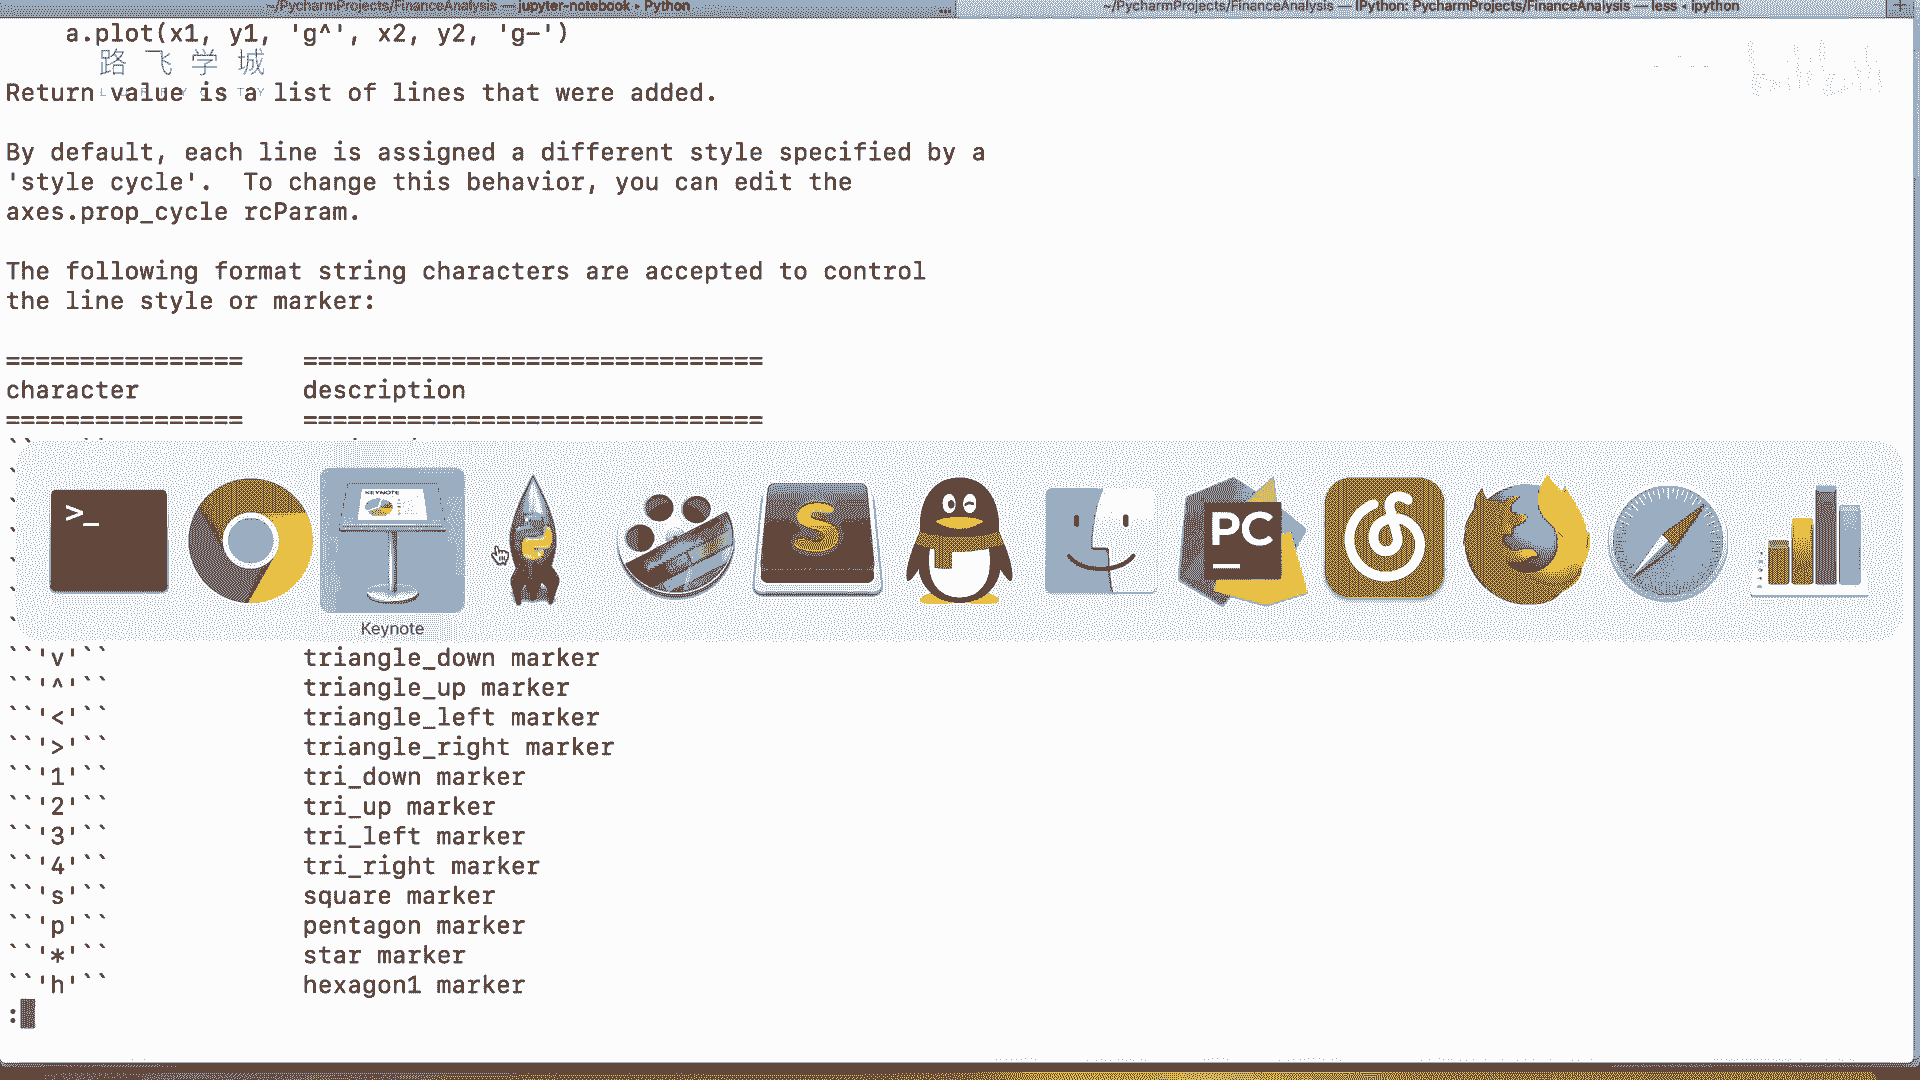 ~/PycharmProjects/FinanceAnalysis — jupyter-notebook • Python
~/PycharmProjects/FinanceAnalysis — IPython: PycharmProjects/FinanceAnalysis — less • ipython
a.plot(x1, y1, 'g^', x2, y2, 'g-')
路飞学城
Return value is a list of lines that were added.
By default, each line is assigned a different style specified by a
'style cycle'.  To change this behavior, you can edit the
axes.prop_cycle rcParam.
The following format string characters are accepted to control
the line style or marker:
===============    ===============================
character    description
===============    ===============================
>_
KEYNOTE
S
PC
Keynote
``'v'``    triangle_down marker
``'^'``    triangle_up marker
``'<'``    triangle_left marker
``'>'``    triangle_right marker
``'1'``    tri_down marker
``'2'``    tri_up marker
``'3'``    tri_left marker
``'4'``    tri_right marker
``'s'``    square marker
``'p'``    pentagon marker
``'*'``    star marker
``'h'``    hexagon1 marker
: